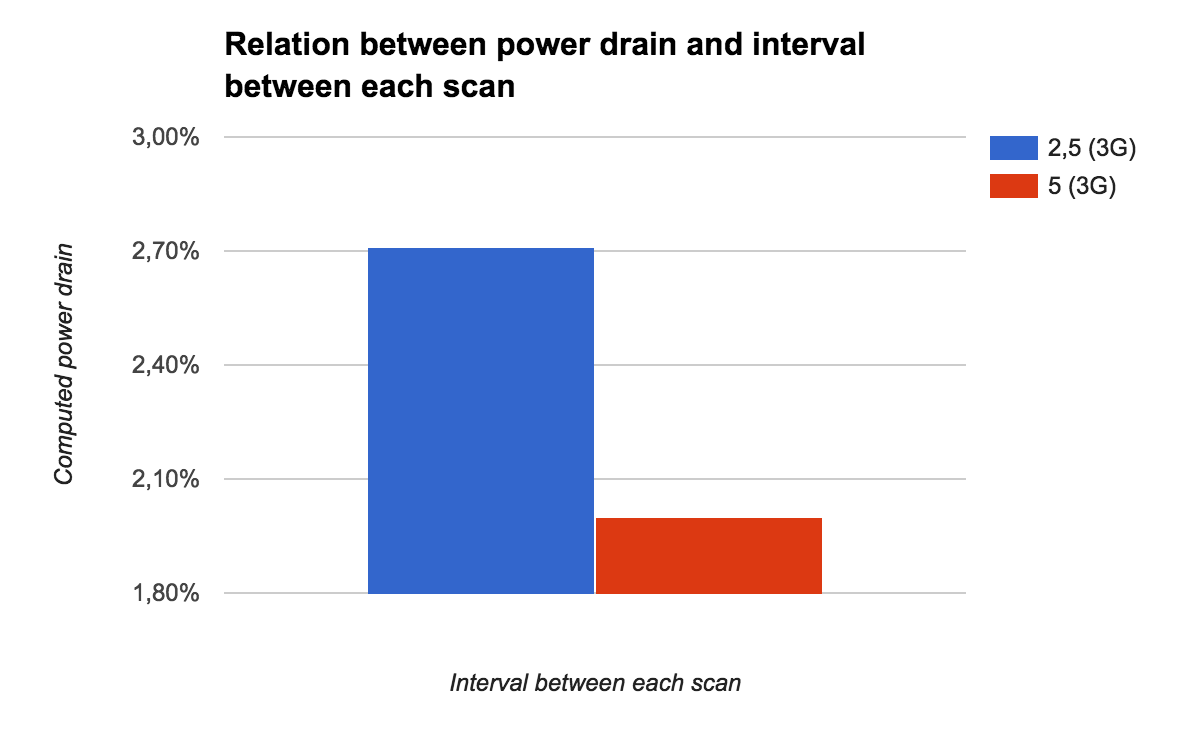 Relation between power drain and interval
between each scan
3,00%
2,70%
2,40%
2,10%
1,80%
Computed power drain
Interval between each scan
2,5 (3G)
5 (3G)